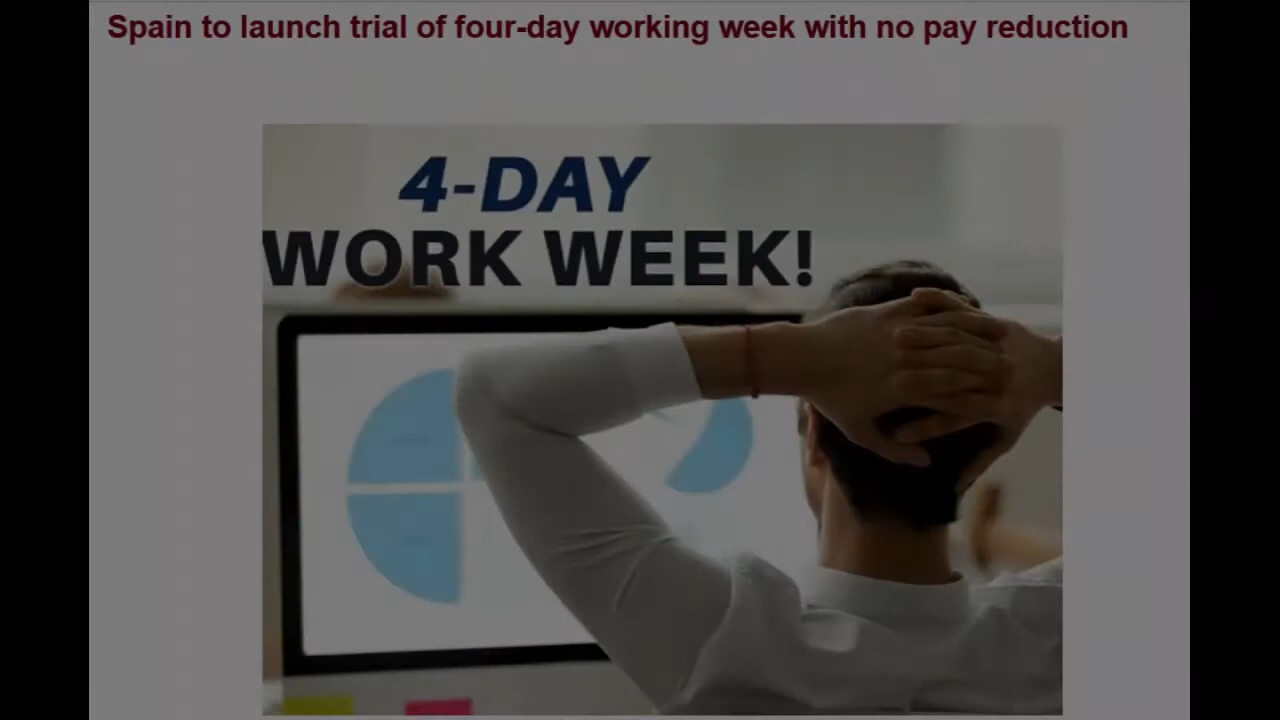 Spain to launch trial of four-day working week with no pay reduction
4-DAY
WORK WEEK!